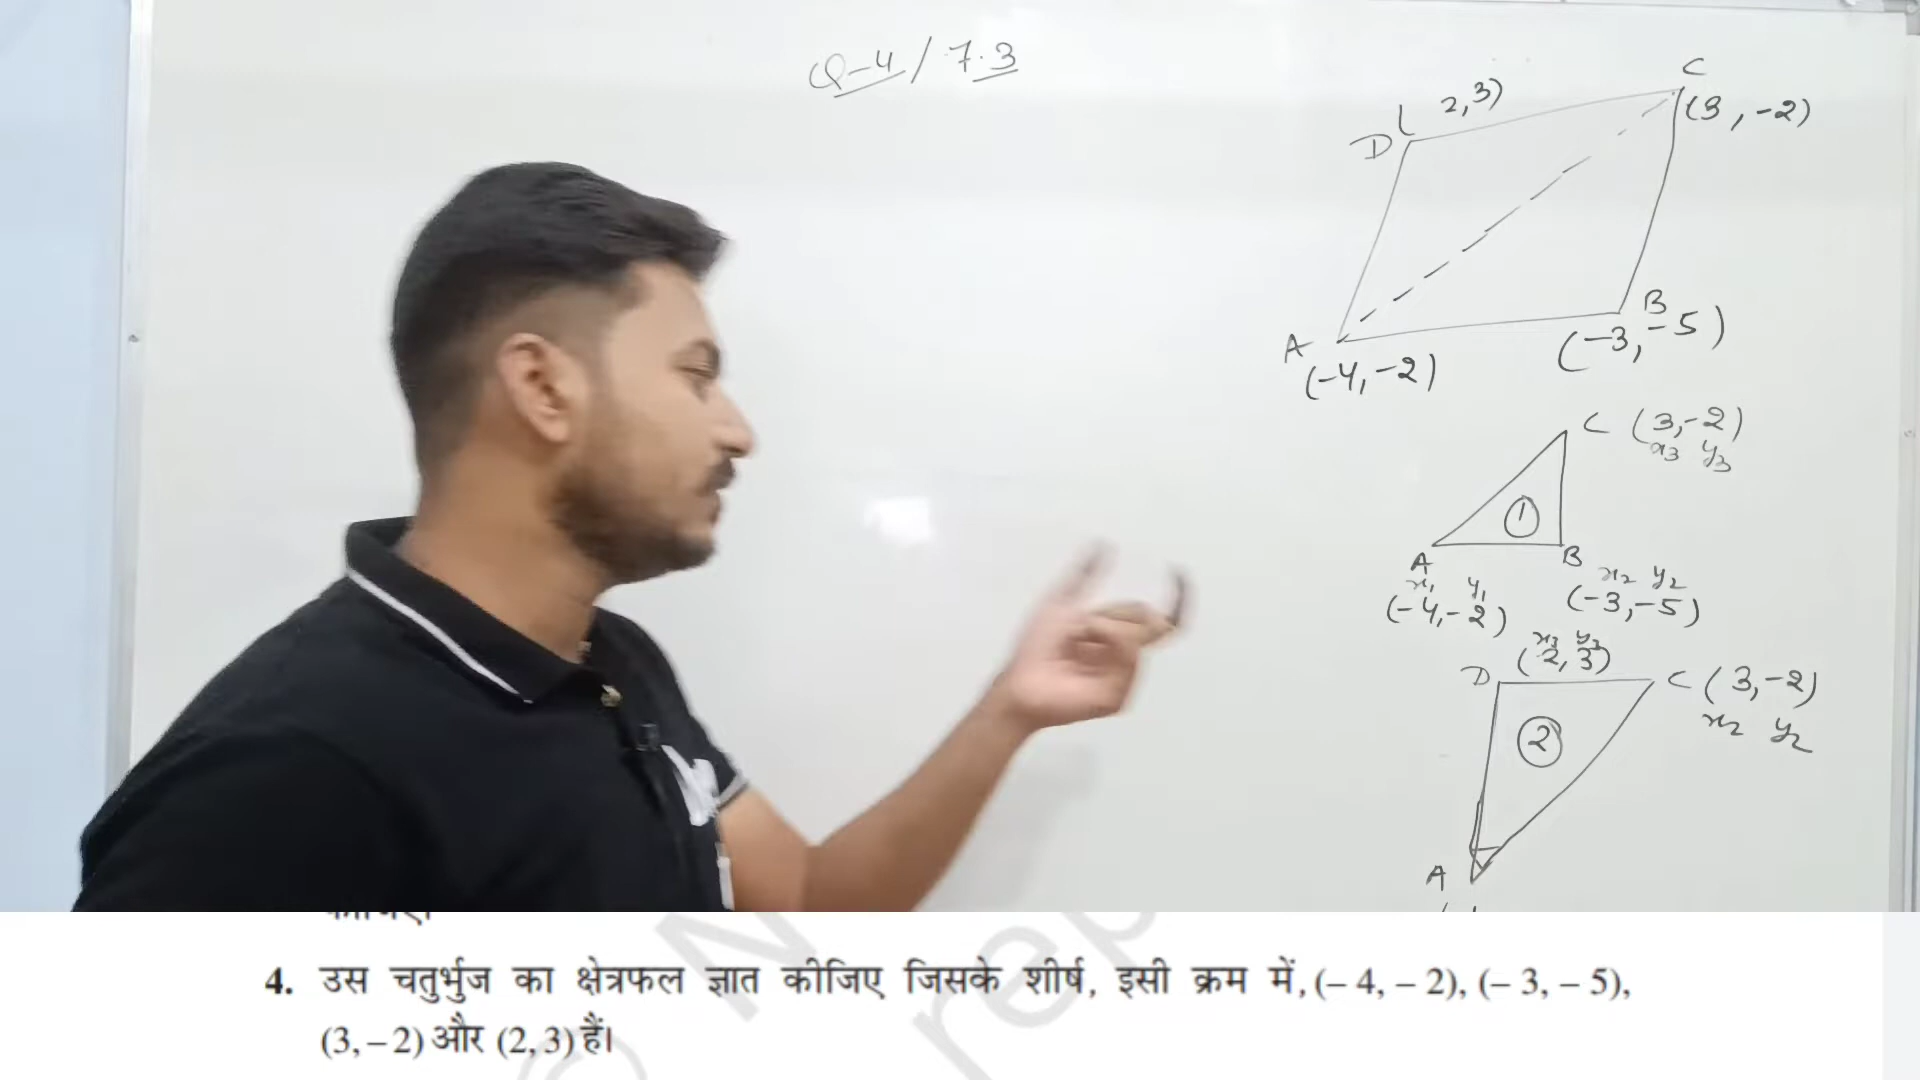 Q-4/7.3
C
(3, -2)
(2,3)
D
B
(-3,-5)
A
(-4,-2)
C (3,-2)
x3 y3
1
A
B
x1 y1
x2 y2
(-4,-2)
(-3,-5)
x3 y3
D (2,3)
C (3,-2)
x2 y2
2
A
4. उस चतुर्भुज का क्षेत्रफल ज्ञात कीजिए जिसके शीर्ष, इसी क्रम में, (– 4, – 2), (– 3, – 5),
(3, – 2) और (2, 3) हैं।